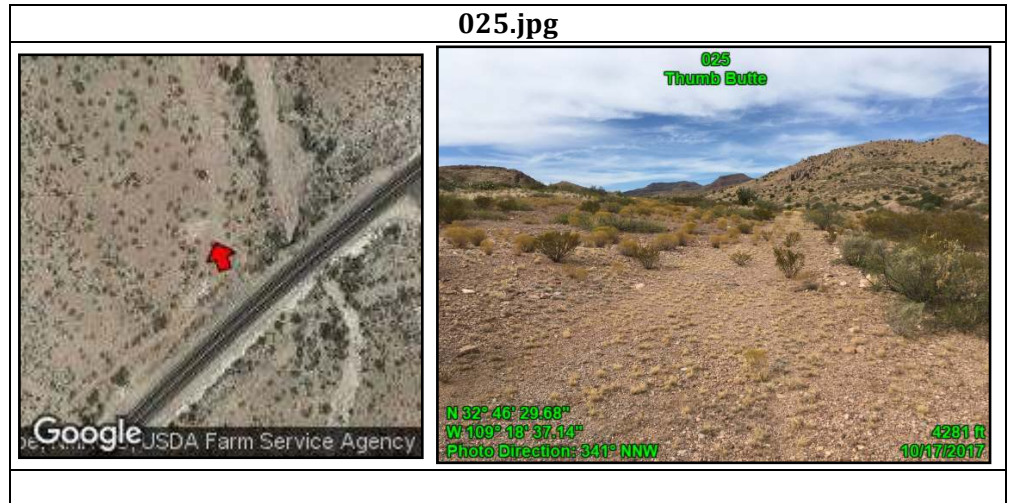 025.jpg
025
Thumb Butte
Google
USDA Farm Service Agency
N 32° 46' 29.68"
W 109° 18' 37.14"
Photo Direction: 341° NNW
4281 ft
10/17/2017